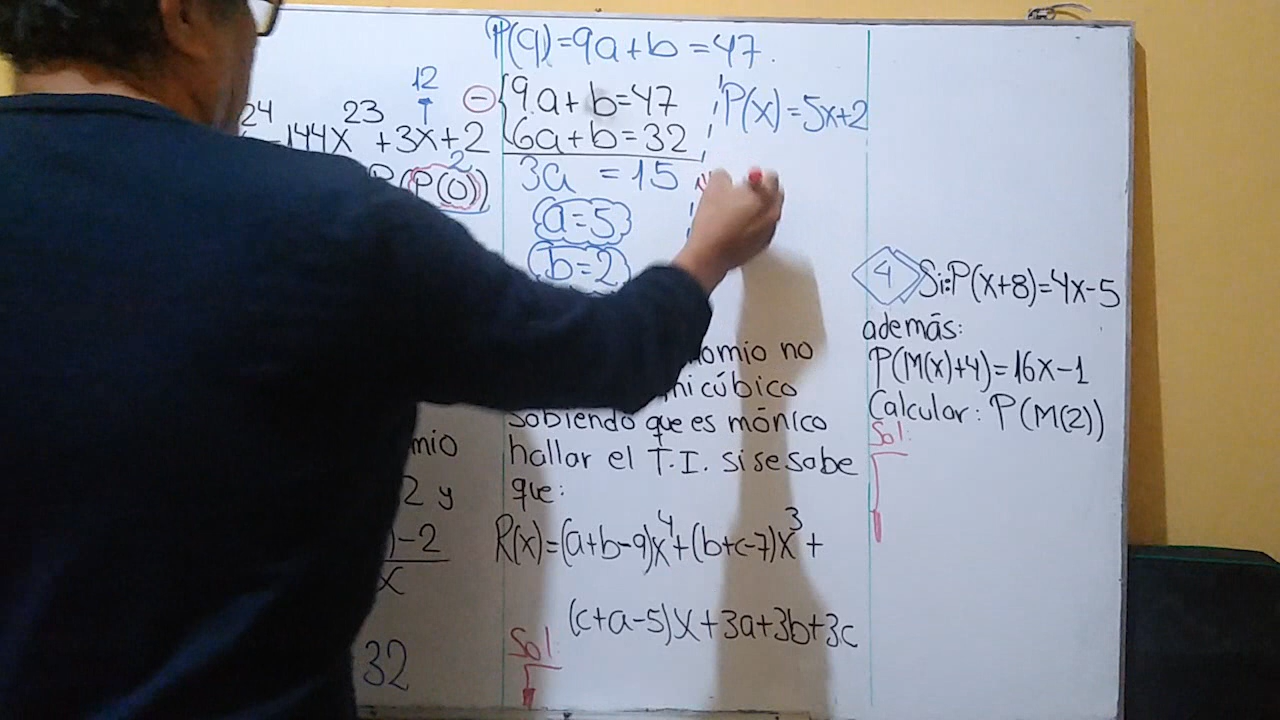 P(9)=9a+b=47.
12
24 23
-144x +3x+2
2
P(P(0))
- {9.a+b=47
6a+b=32
3a =15
a=5
b=2
P(x)=5x+2
omio no
ni cúbico
Sabiendo que es mónico
hallar el T.I. si se sabe
que:
R(x)=(a+b-9)x⁴+(b+c-7)x³+
(c+a-5)x+3a+3b+3c
Sol:
mio
2 y
)-2
x
32
4 Si:P(x+8)=4x-5
además:
P(M(x)+4)=16x-1
Calcular: P(M(2))
Sol: